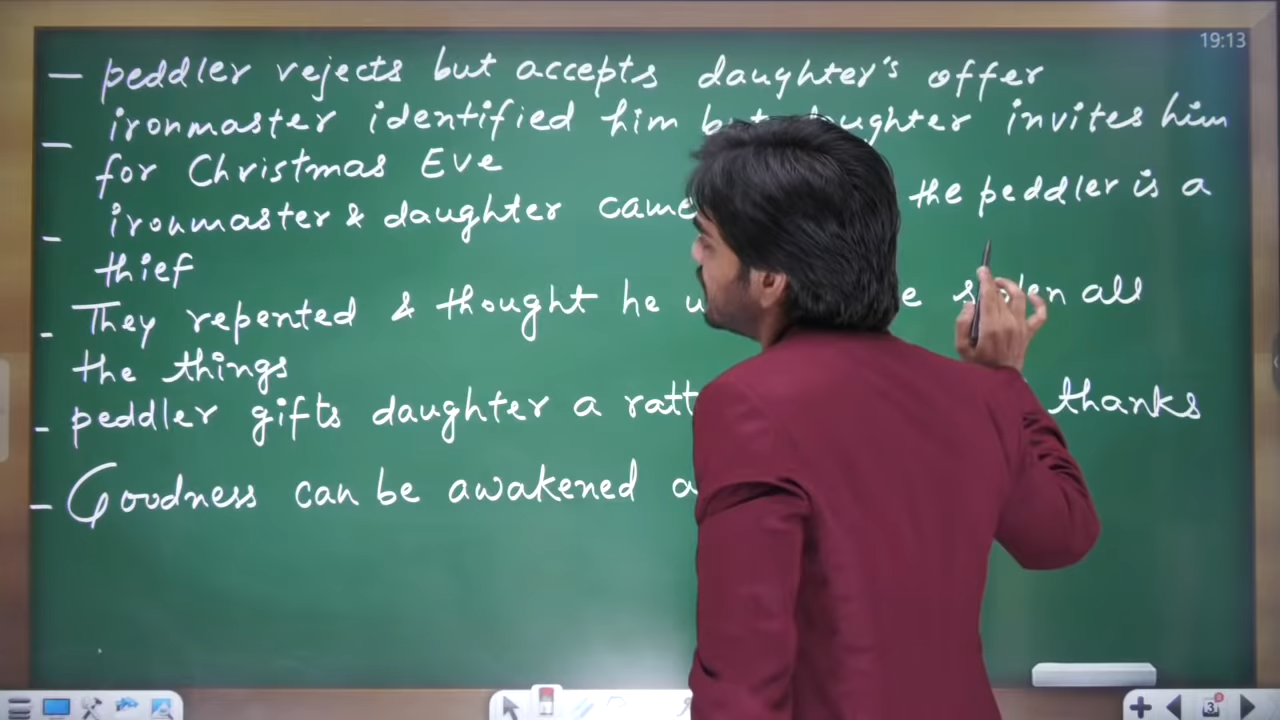 19:13
– peddler rejects but accepts daughter's offer
– ironmaster identified him daughter invites him
for Christmas Eve
– ironmaster & daughter came the peddler is a
thief
- They repented & thought he stolen all
the things
- peddler gifts daughter a thanks
- Goodness can be awakened
3